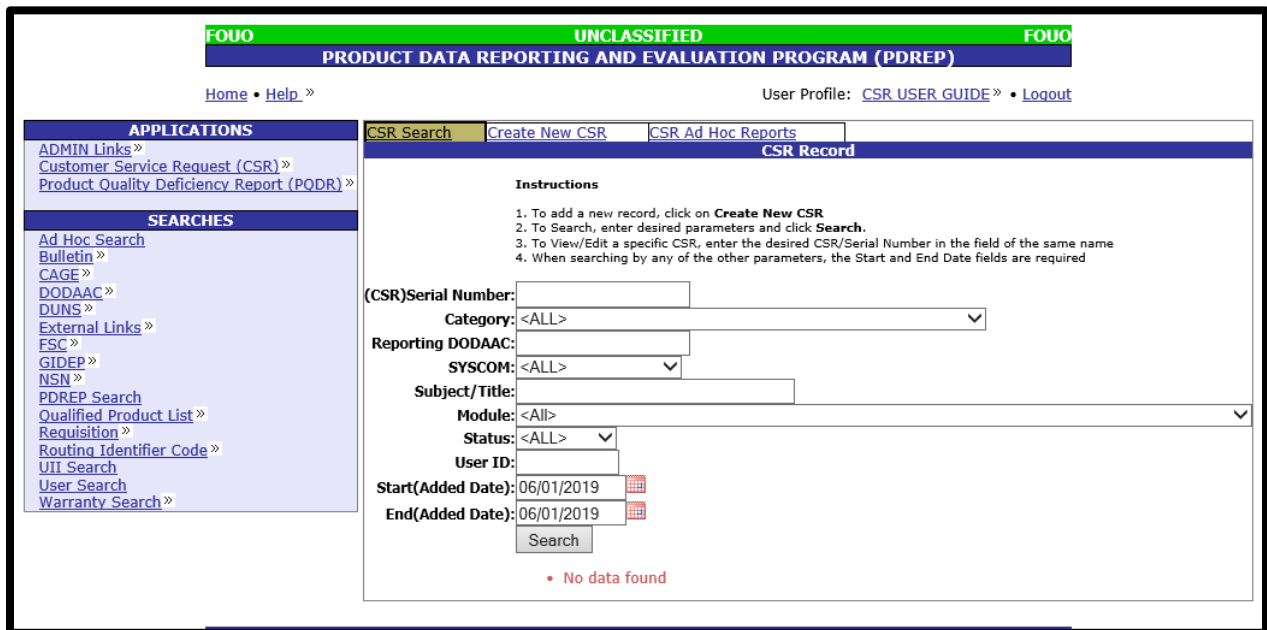 FOUO UNCLASSIFIED FOUO
PRODUCT DATA REPORTING AND EVALUATION PROGRAM (PDREP)
Home • Help » User Profile: CSR USER GUIDE» • Logout
APPLICATIONS
ADMIN Links»
Customer Service Request (CSR)»
Product Quality Deficiency Report (PQDR)»
SEARCHES
Ad Hoc Search
Bulletin»
CAGE»
DODAAC»
DUNS»
External Links»
FSC»
GIDEP»
NSN»
PDREP Search
Qualified Product List»
Requisition»
Routing Identifier Code»
UII Search
User Search
Warranty Search»
CSR Search Create New CSR CSR Ad Hoc Reports
CSR Record
Instructions
1. To add a new record, click on Create New CSR
2. To Search, enter desired parameters and click Search.
3. To View/Edit a specific CSR, enter the desired CSR/Serial Number in the field of the same name
4. When searching by any of the other parameters, the Start and End Date fields are required
(CSR)Serial Number:
Category: <ALL>
Reporting DODAAC:
SYSCOM: <ALL>
Subject/Title:
Module: <All>
Status: <ALL>
User ID:
Start(Added Date): 06/01/2019
End(Added Date): 06/01/2019
Search
• No data found